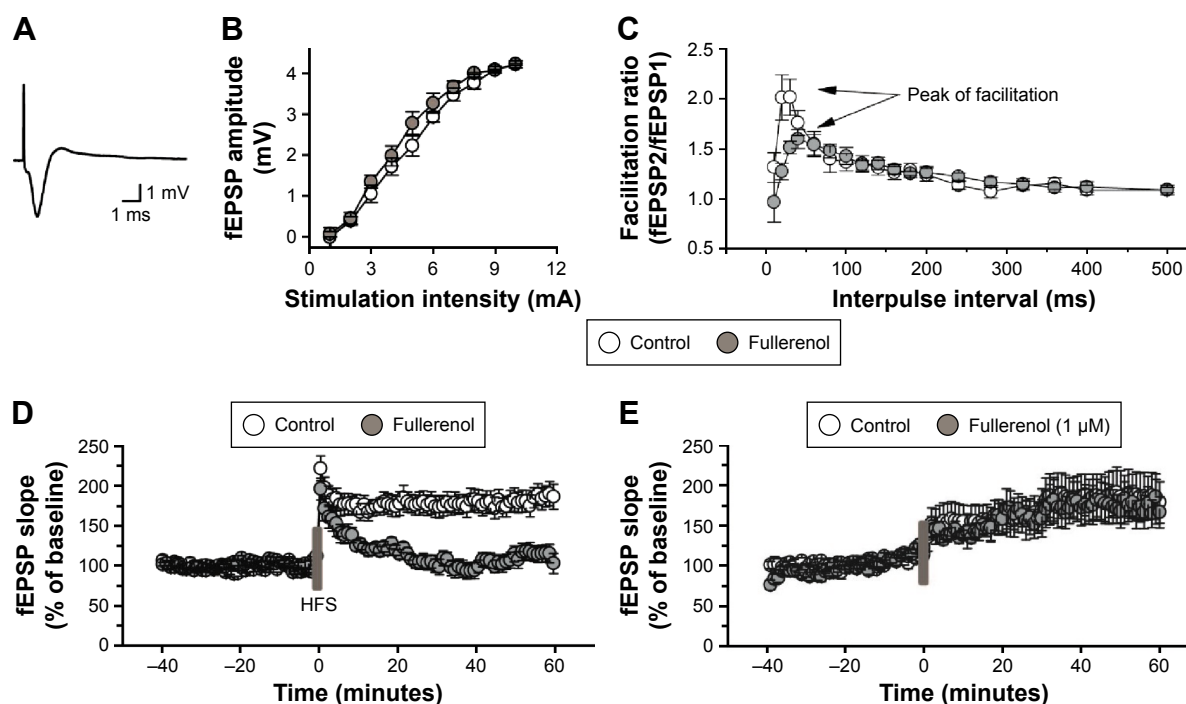 A
1 mV
1 ms
B
fEPSP ampitude
(mV)
4
3
2
1
0
0
3
6
9
12
Stimulation intensity (mA)
C
Facilitation ratio
(fEPSP2/fEPSP1)
2.5
2.0
1.5
1.0
0.5
Peak of facilitation
0
100
200
300
400
500
Interpulse interval (ms)
Control
Fullerenol
D
Control
Fullerenol
fEPSP slope
(% of baseline)
250
200
150
100
50
0
HFS
–40
–20
0
20
40
60
Time (minutes)
E
Control
Fullerenol (1 µM)
fEPSP slope
(% of baseline)
250
200
150
100
50
0
–40
–20
0
20
40
60
Time (minutes)